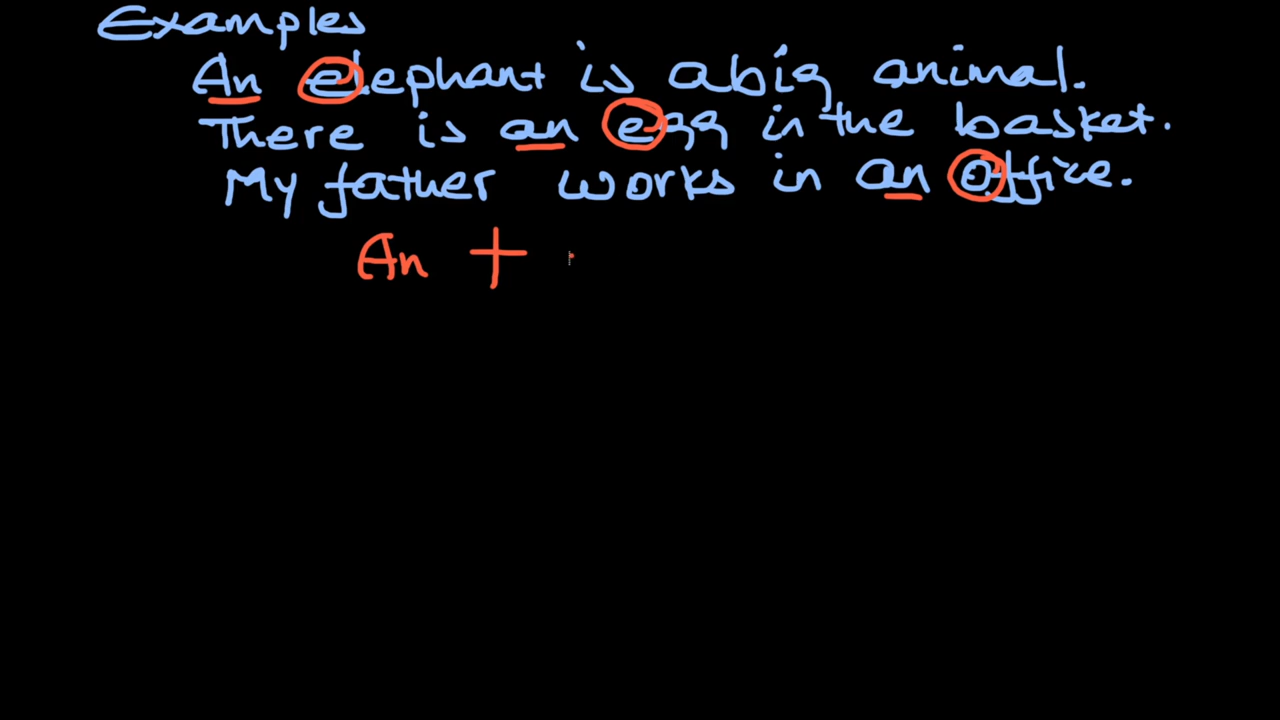 Examples
An elephant is a big animal.
There is an egg in the basket.
My father works in an office.
An +